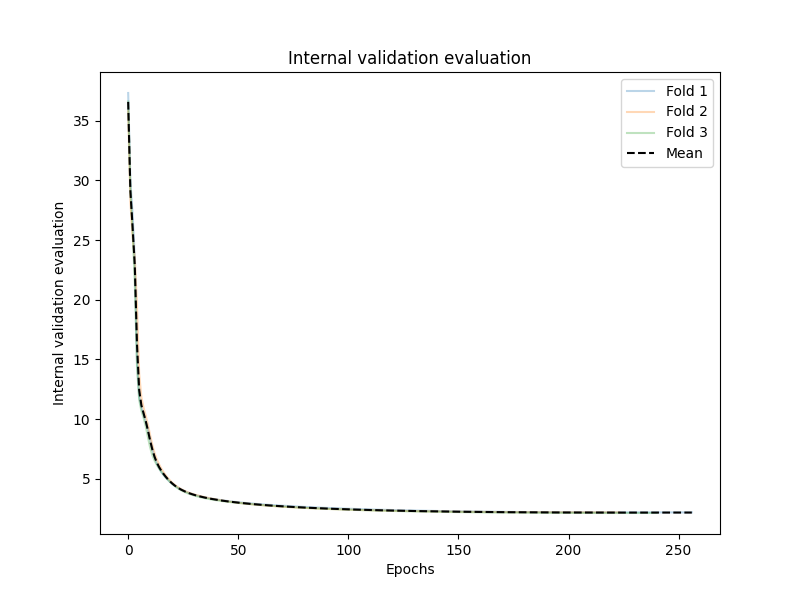 Internal validation evaluation
Fold 1
Fold 2
Fold 3
Mean
Internal validation evaluation
35
30
25
20
15
10
5
0 50 100 150 200 250
Epochs